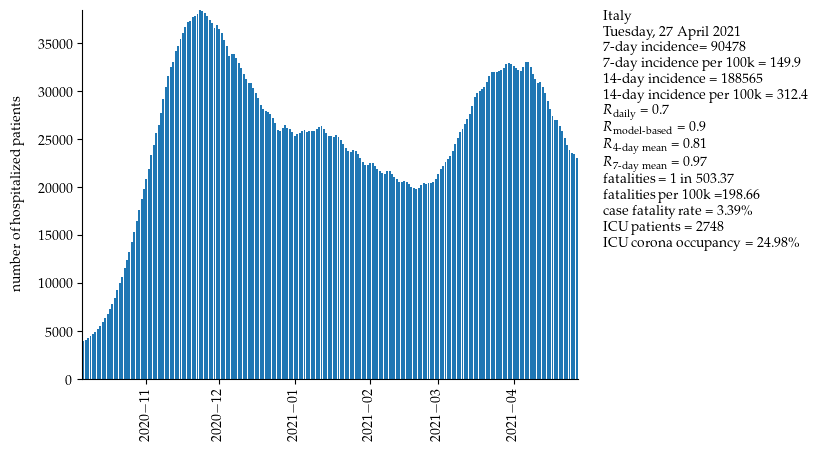 Italy
Tuesday, 27 April 2021
7-day incidence= 90478
7-day incidence per 100k = 149.9
14-day incidence = 188565
14-day incidence per 100k = 312.4
R daily = 0.7
R model-based = 0.9
R 4-day mean = 0.81
R 7-day mean = 0.97
fatalities = 1 in 503.37
fatalities per 100k =198.66
case fatality rate = 3.39%
ICU patients = 2748
ICU corona occupancy = 24.98%
number of hospitalized patients
35000
30000
25000
20000
15000
10000
5000
0
2020−11
2020−12
2021−01
2021−02
2021−03
2021−04